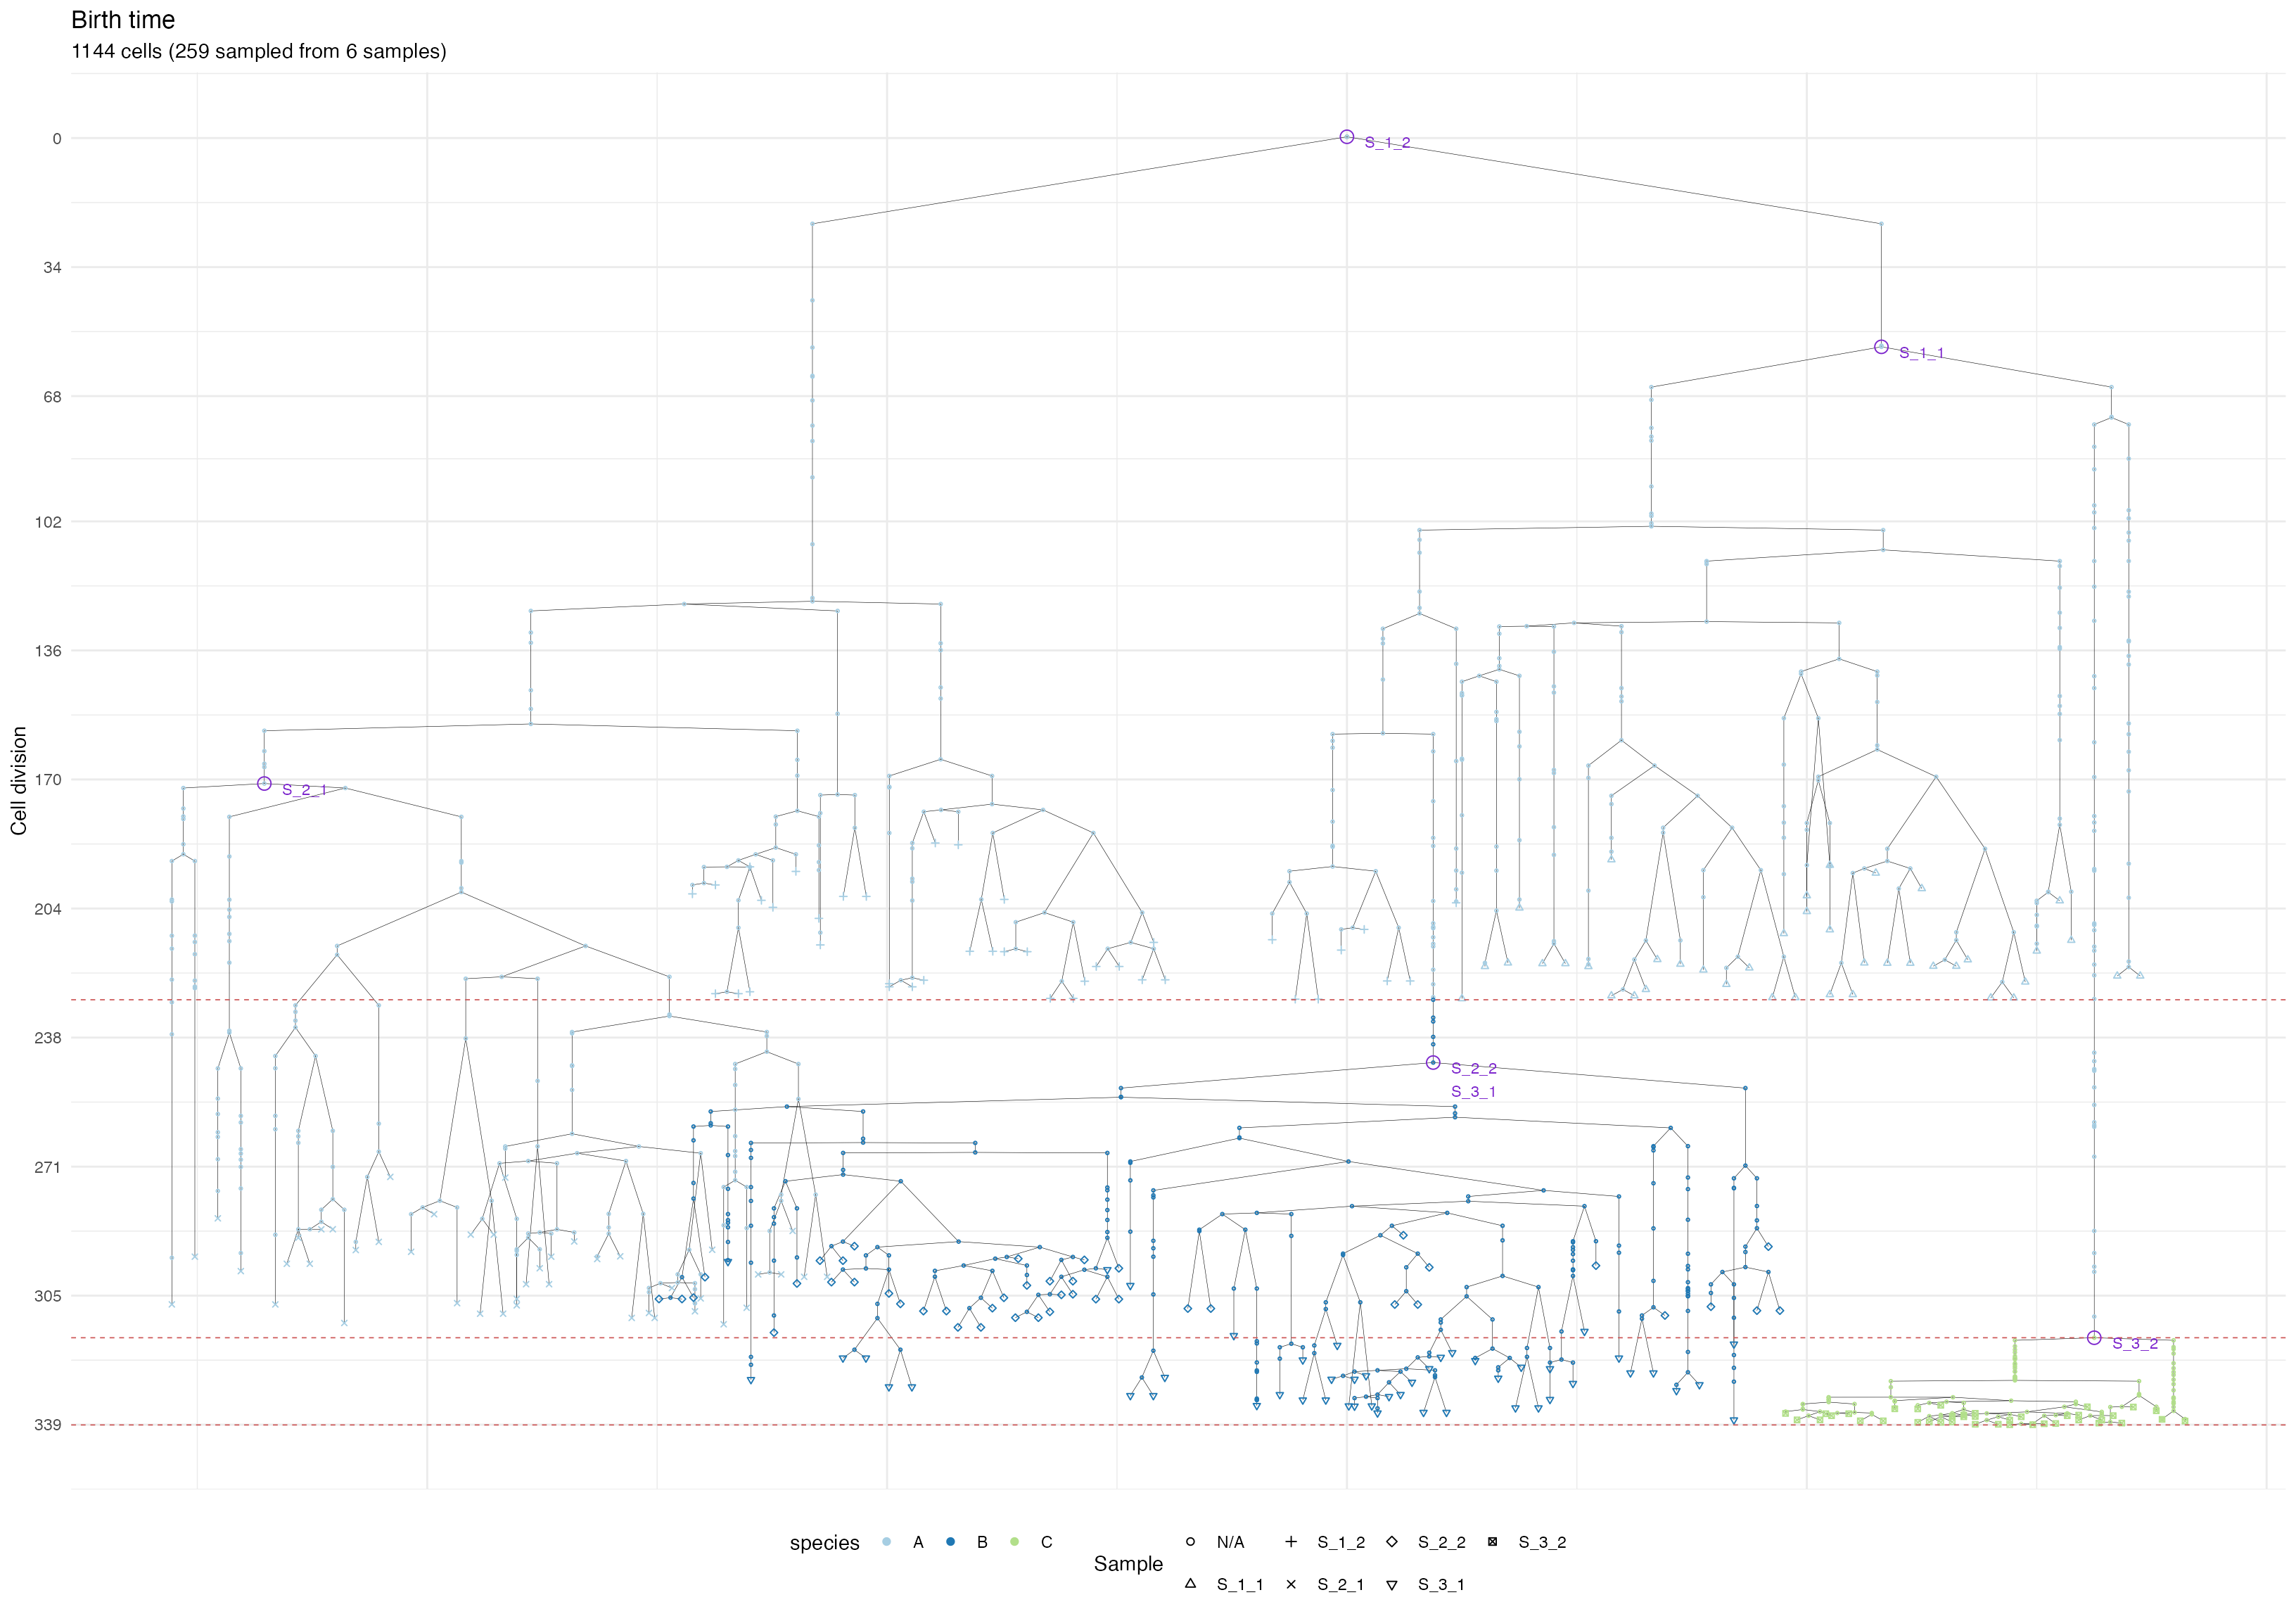 Birth time
1144 cells (259 sampled from 6 samples)
0
S_1_2
34
S_1_1
68
102
136
Cell division
170
S_2_1
204
238
S_2_2
S_3_1
271
305
S_3_2
339
species A B C
Sample
N/A S_1_2 S_2_2 S_3_2
S_1_1 S_2_1 S_3_1